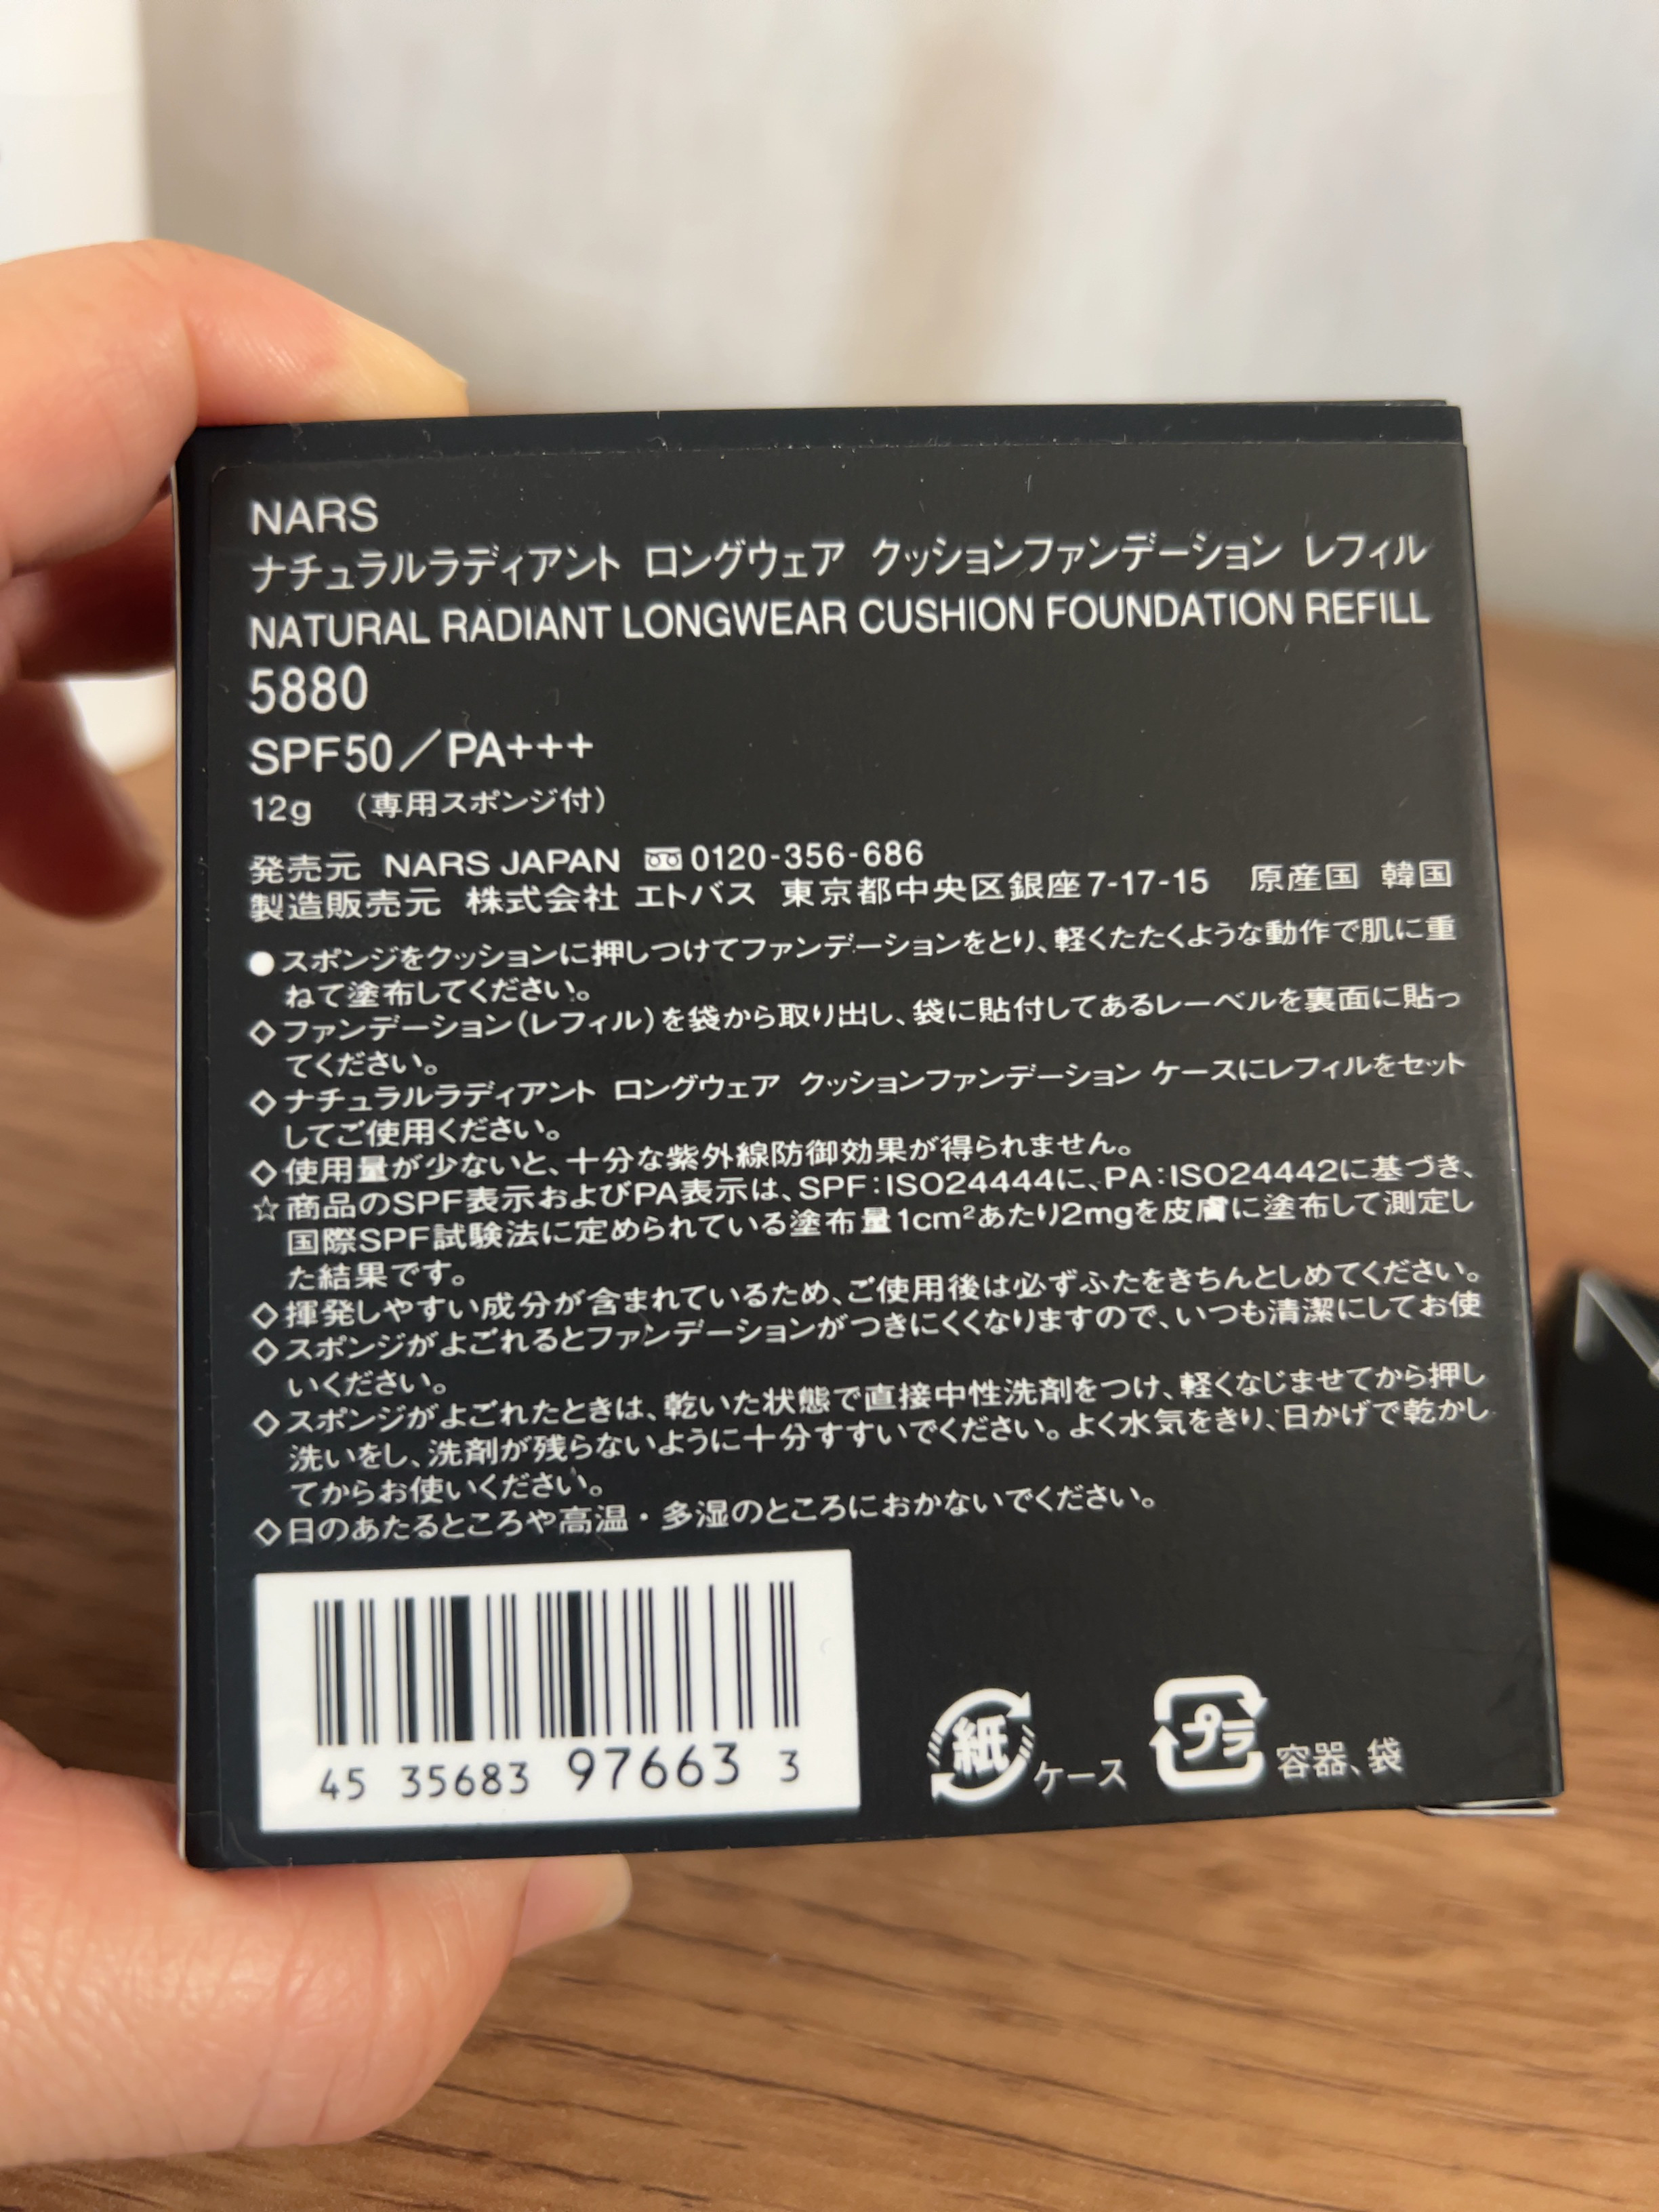 NARS
ナチュラルラディアント ロングウェア クッションファンデーション レフィル
NATURAL RADIANT LONGWEAR CUSHION FOUNDATION REFILL
5880
SPF50／PA+++
12g （専用スポンジ付）
発売元 NARS JAPAN 0120-356-686
製造販売元 株式会社 エトバス 東京都中央区銀座7-17-15 原産国 韓国
●スポンジをクッションに押しつけてファンデーションをとり、軽くたたくような動作で肌に重
ねて塗布してください。
◇ファンデーション（レフィル）を袋から取り出し、袋に貼付してあるレーベルを裏面に貼っ
てください。
◇ナチュラルラディアント ロングウェア クッションファンデーション ケースにレフィルをセット
してご使用ください。
◇使用量が少ないと、十分な紫外線防御効果が得られません。
☆商品のSPF表示およびPA表示は、SPF：ISO24444に、PA：ISO24442に基づき、
国際SPF試験法に定められている塗布量1cm²あたり2mgを皮膚に塗布して測定し
た結果です。
◇揮発しやすい成分が含まれているため、ご使用後は必ずふたをきちんとしめてください。
◇スポンジがよごれるとファンデーションがつきにくくなりますので、いつも清潔にしてお使
いください。
◇スポンジがよごれたときは、乾いた状態で直接中性洗剤をつけ、軽くなじませてから押し
洗いをし、洗剤が残らないように十分すすいでください。よく水気をきり、日かげで乾かし
てからお使いください。
◇日のあたるところや高温・多湿のところにおかないでください。
45 35683 97663 3
紙 ケース プラ 容器、袋